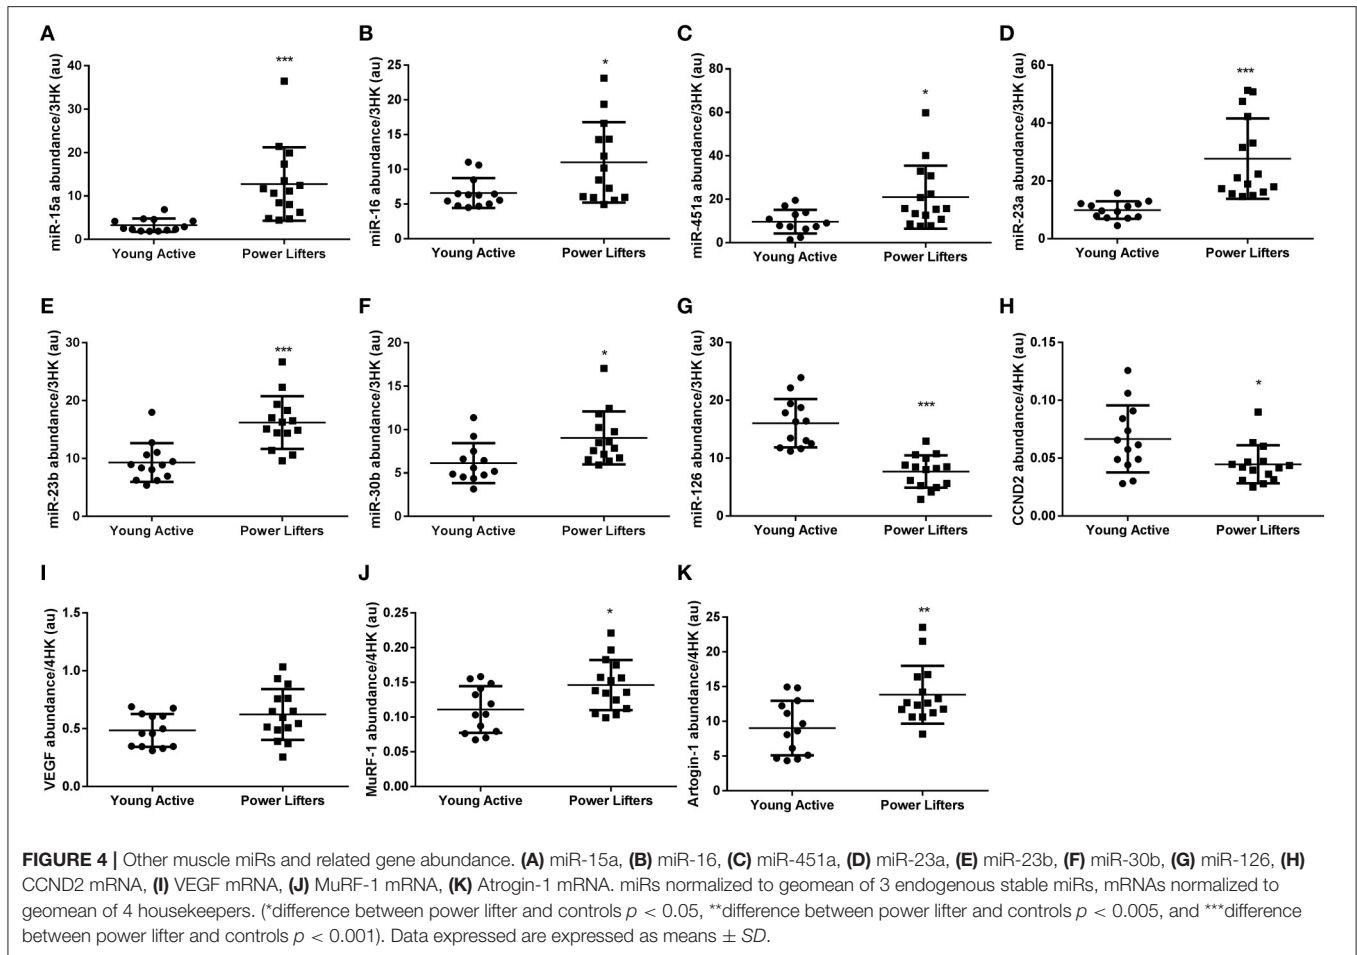 A
miR-15a abundance/3HK (au)
40
30
20
10
0
***
Young Active
Power Lifters
B
miR-16 abundance/3HK (au)
25
20
15
10
5
0
*
Young Active
Power Lifters
C
miR-451a abundance/3HK (au)
80
60
40
20
0
*
Young Active
Power Lifters
D
miR-23a abundance/3HK (au)
60
40
20
0
***
Young Active
Power Lifters
E
miR-23b abundance/3HK (au)
30
20
10
0
***
Young Active
Power Lifters
F
miR-30b abundance/3HK (au)
20
15
10
5
0
*
Young Active
Power Lifters
G
miR-126 abundance/3HK (au)
30
20
10
0
***
Young Active
Power Lifters
H
CCND2 abundance/4HK (au)
0.15
0.10
0.05
0.00
*
Young Active
Power Lifters
I
VEGF abundance/4HK (au)
1.5
1.0
0.5
0.0
Young Active
Power Lifters
J
MuRF-1 abundance/4HK (au)
0.25
0.20
0.15
0.10
0.05
0.00
*
Young Active
Power Lifters
K
Artogin-1 abundance/4HK (au)
25
20
15
10
5
0
**
Young Active
Power Lifters
FIGURE 4 | Other muscle miRs and related gene abundance. (A) miR-15a, (B) miR-16, (C) miR-451a, (D) miR-23a, (E) miR-23b, (F) miR-30b, (G) miR-126, (H)
CCND2 mRNA, (I) VEGF mRNA, (J) MuRF-1 mRNA, (K) Atrogin-1 mRNA. miRs normalized to geomean of 3 endogenous stable miRs, mRNAs normalized to
geomean of 4 housekeepers. (*difference between power lifter and controls p < 0.05, **difference between power lifter and controls p < 0.005, and ***difference
between power lifter and controls p < 0.001). Data expressed are expressed as means ± SD.